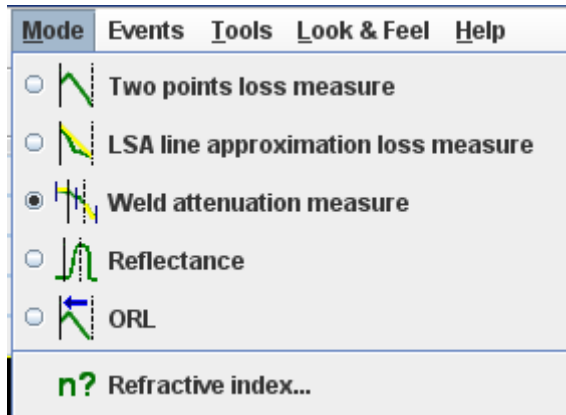 Mode Events Tools Look & Feel Help
Two points loss measure
LSA line approximation loss measure
Weld attenuation measure
Reflectance
ORL
n? Refractive index...